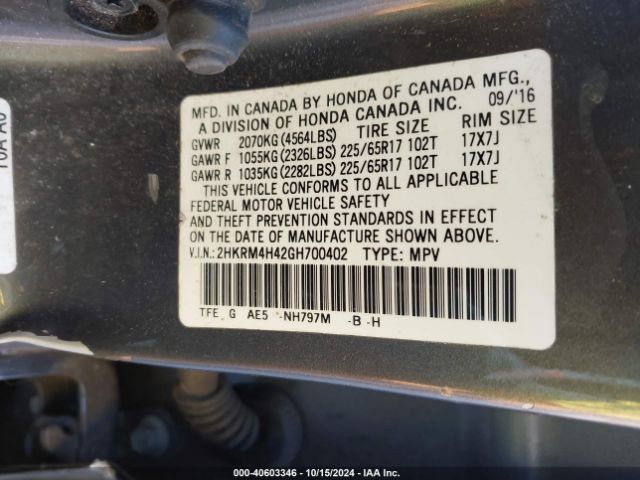 MFD. IN CANADA BY HONDA OF CANADA MFG.,
A DIVISION OF HONDA CANADA INC. 09/'16
GVWR 2070KG(4564LBS) TIRE SIZE RIM SIZE
GAWR F 1055KG(2326LBS) 225/65R17 102T 17X7J
GAWR R 1035KG(2282LBS) 225/65R17 102T 17X7J
THIS VEHICLE CONFORMS TO ALL APPLICABLE
FEDERAL MOTOR VEHICLE SAFETY
AND THEFT PREVENTION STANDARDS IN EFFECT
ON THE DATE OF MANUFACTURE SHOWN ABOVE.
V.I.N.:2HKRM4H42GH700402 TYPE: MPV
TFE_G AE5 -NH797M -B -H
000-40603346 - 10/15/2024 - IAA Inc.